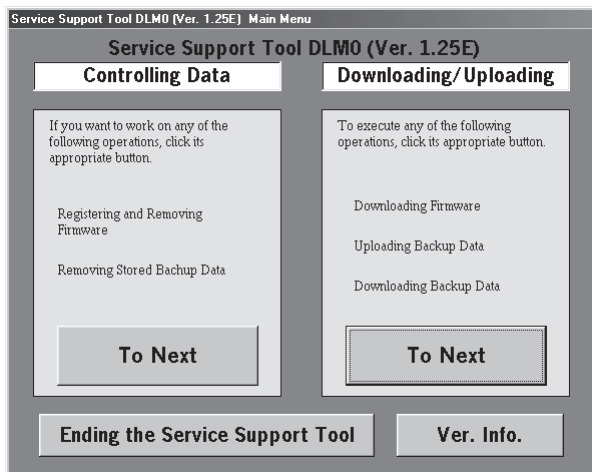 Service Support Tool DLM0 (Ver. 1.25E) Main Menu
Service Support Tool DLM0 (Ver. 1.25E)
Controlling Data
If you want to work on any of the
following operations, click its
appropriate button.
Registering and Removing
Firmware
Removing Stored Bachup Data
To Next
Downloading/Uploading
To execute any of the following
operations, click its appropriate button.
Downloading Firmware
Uploading Backup Data
Downloading Backup Data
To Next
Ending the Service Support Tool
Ver. Info.